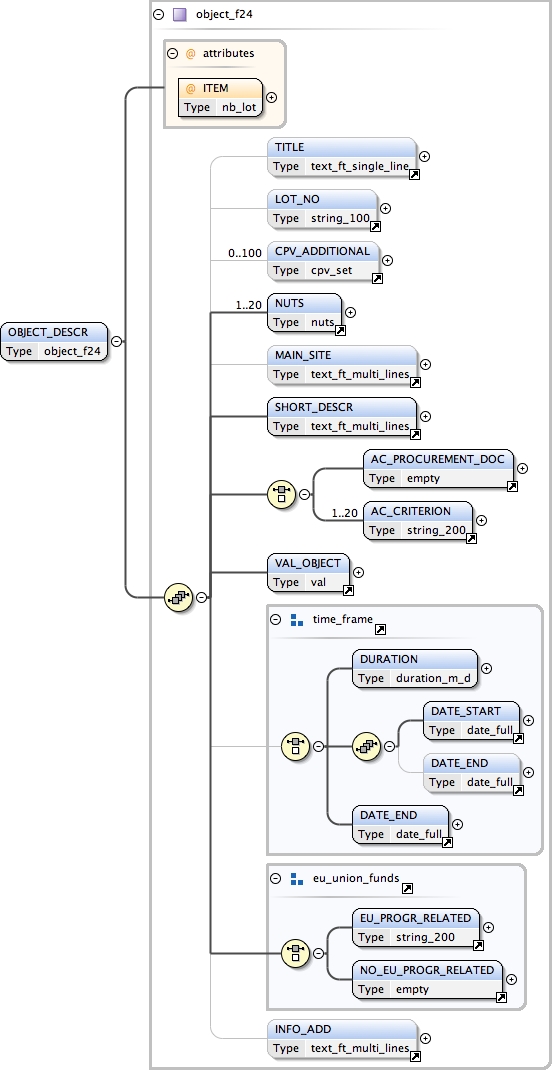 object_f24
@ attributes
@ ITEM
Type nb_lot
TITLE
Type text_ft_single_line
LOT_NO
Type string_100
0..100
CPV_ADDITIONAL
Type cpv_set
1..20
NUTS
Type nuts
OBJECT_DESCR
Type object_f24
MAIN_SITE
Type text_ft_multi_lines
SHORT_DESCR
Type text_ft_multi_lines
AC_PROCUREMENT_DOC
Type empty
1..20
AC_CRITERION
Type string_200
VAL_OBJECT
Type val
time_frame
DURATION
Type duration_m_d
DATE_START
Type date_full
DATE_END
Type date_full
DATE_END
Type date_full
eu_union_funds
EU_PROGR_RELATED
Type string_200
NO_EU_PROGR_RELATED
Type empty
INFO_ADD
Type text_ft_multi_lines